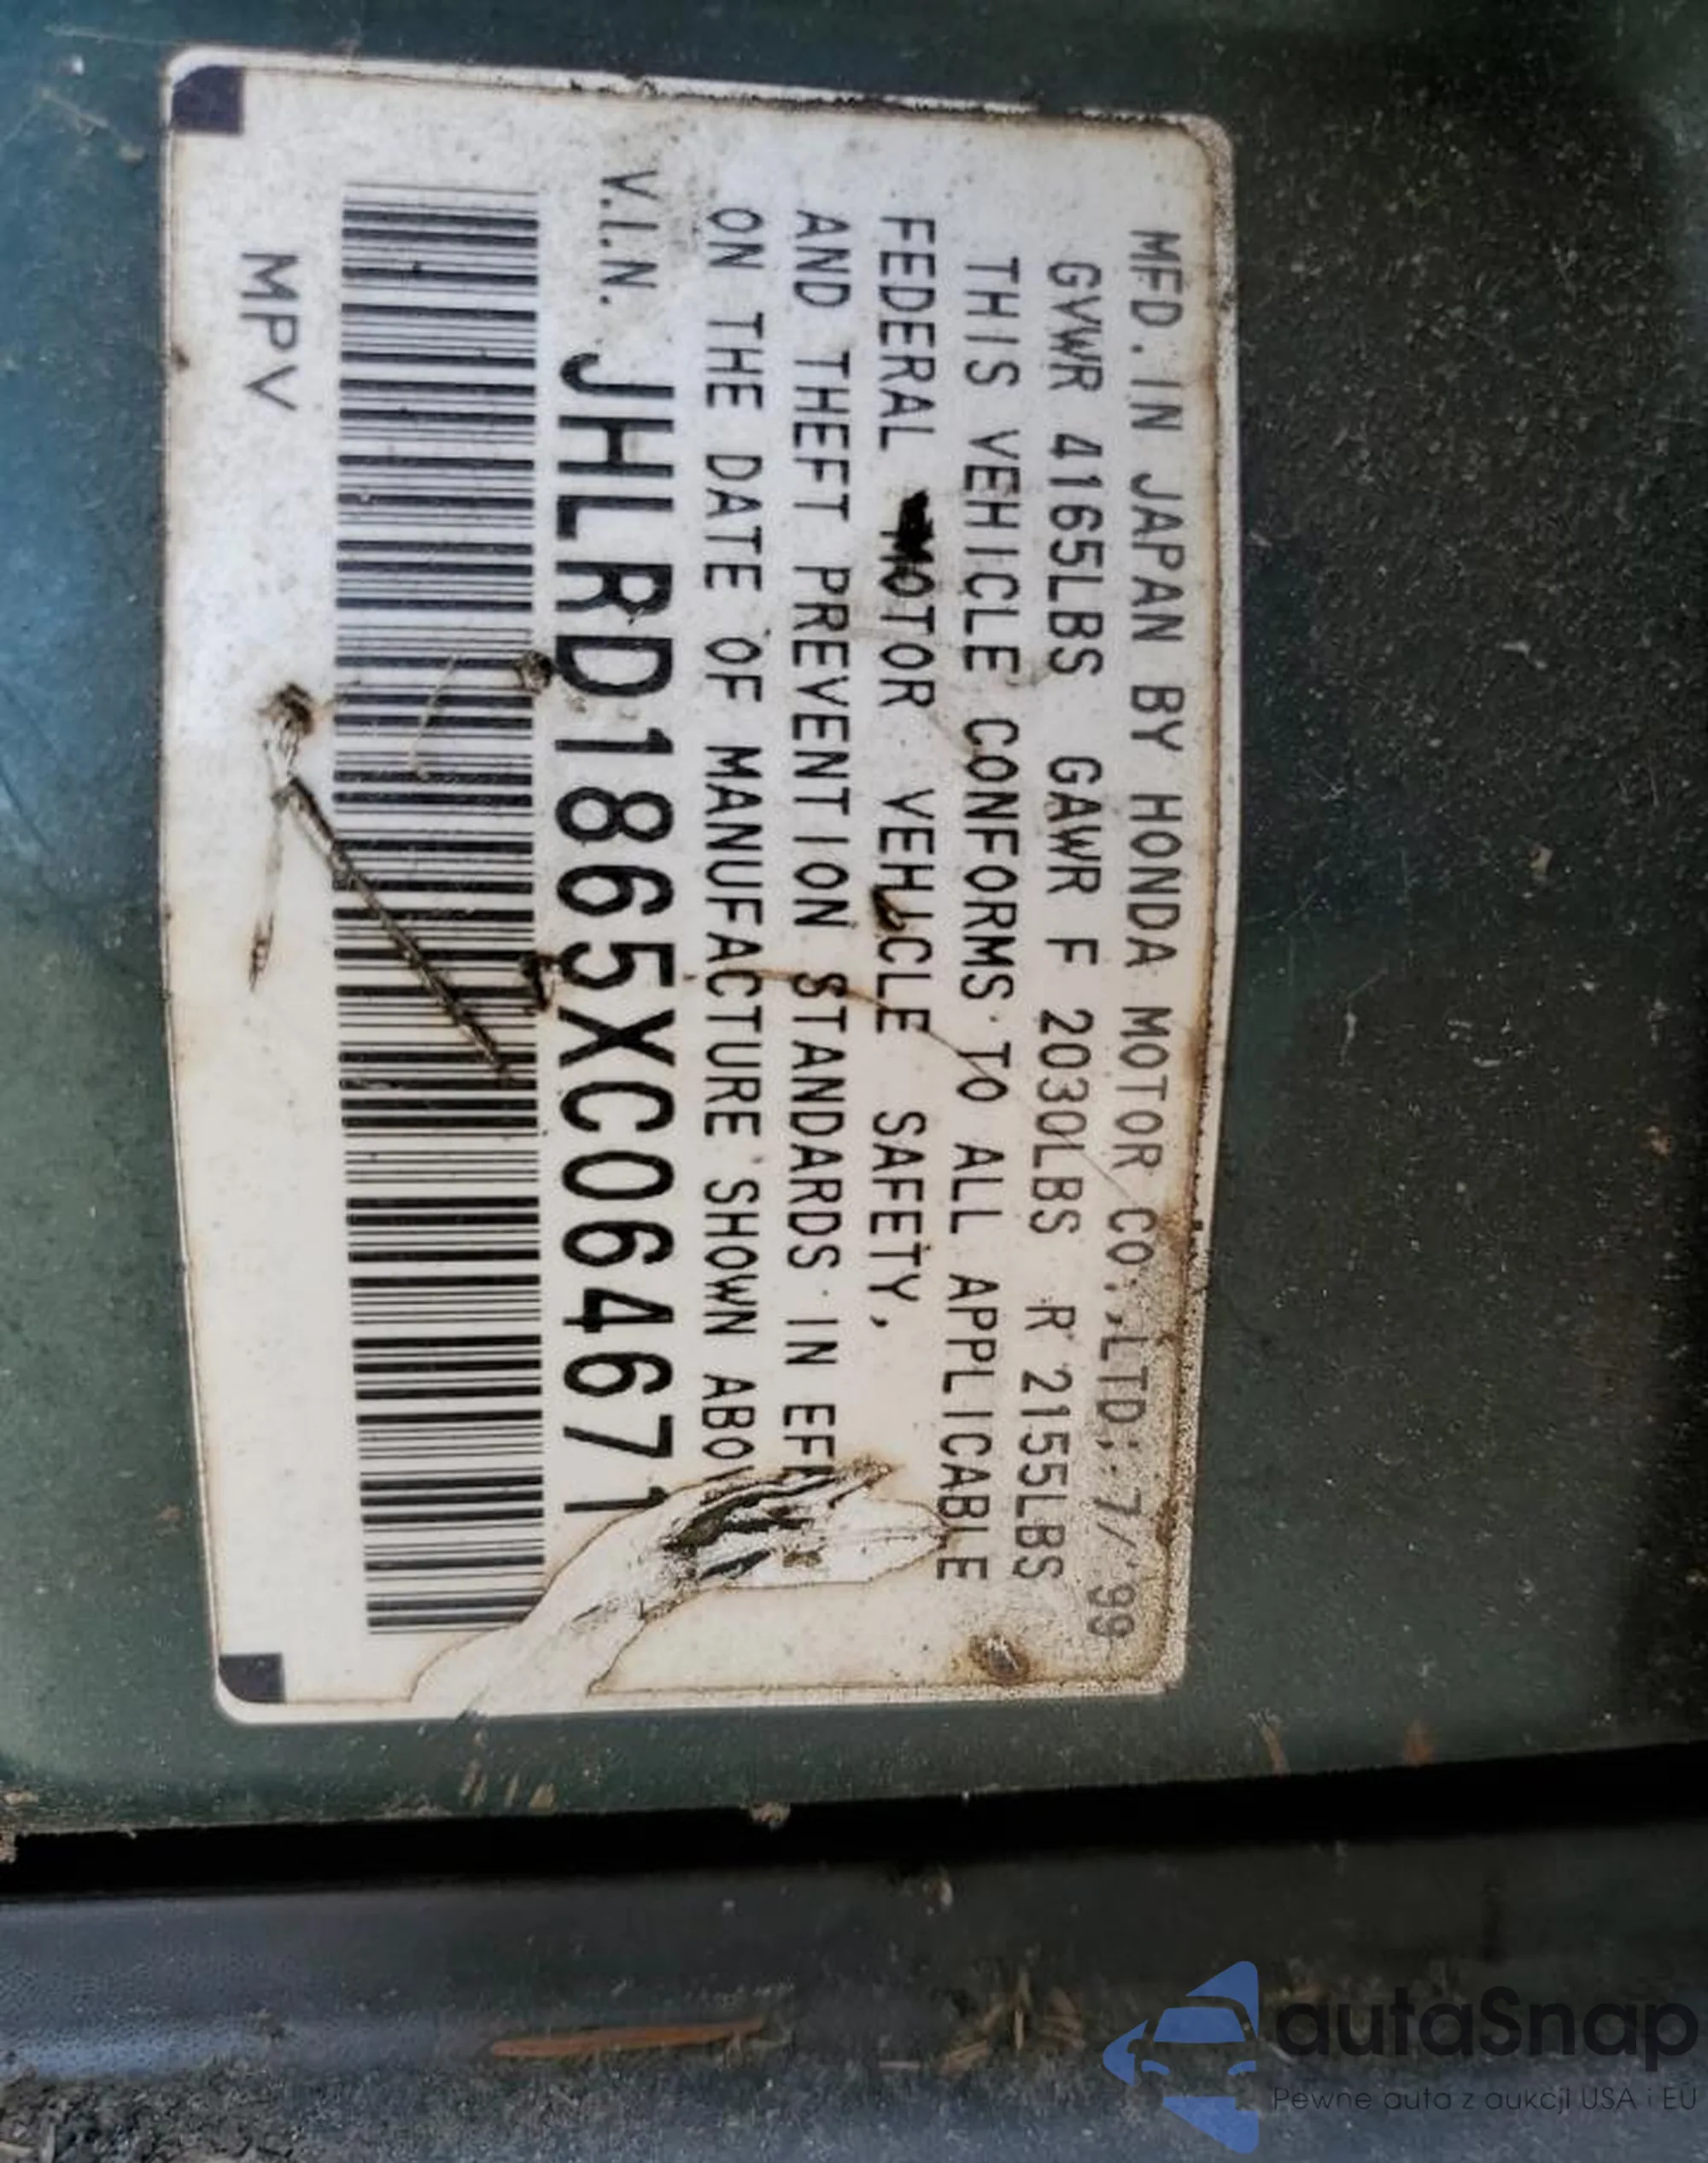 MFD. IN JAPAN BY HONDA MOTOR CO.,LTD; 7/'99
GVWR 4165LBS GAWR F 2030LBS R 2155LBS
THIS VEHICLE CONFORMS TO ALL APPLICABLE
FEDERAL MOTOR VEHICLE SAFETY,
AND THEFT PREVENTION STANDARDS IN
ON THE DATE OF MANUFACTURE SHOWN
V.I.N. JHLRD1865XC064671
MPV
autaSnap
Pewne auta z aukcji USA i EU